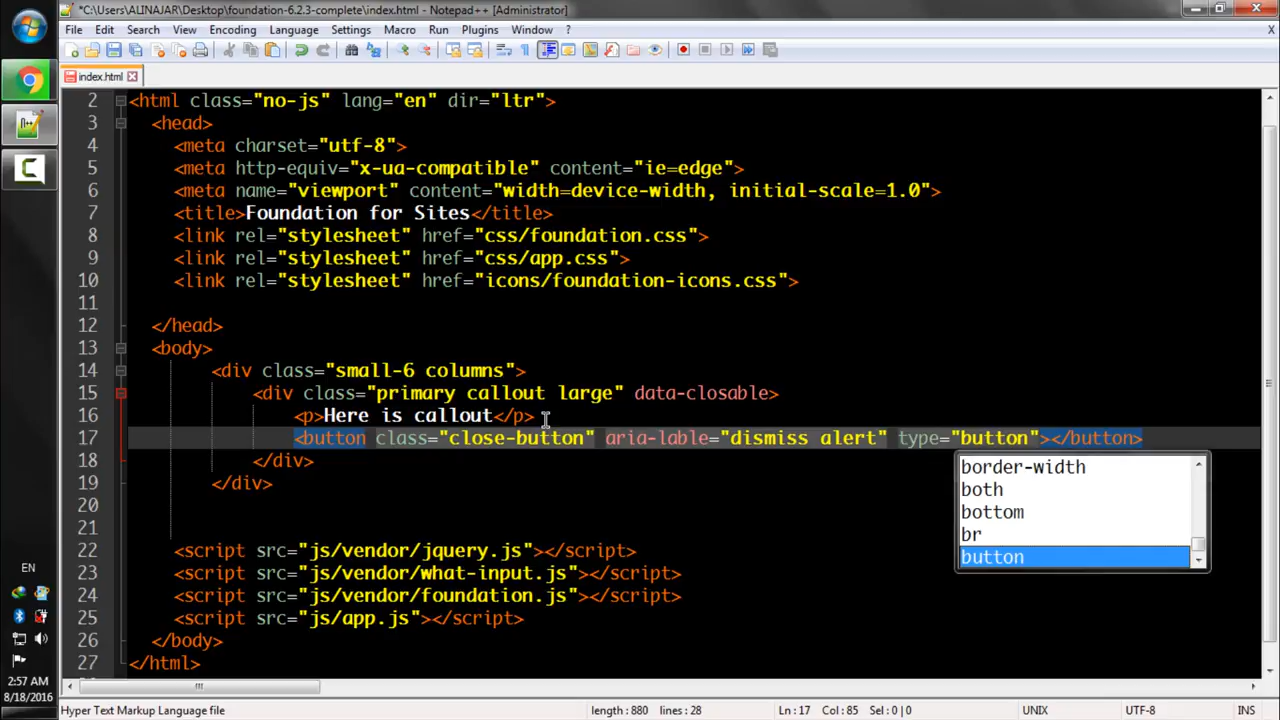 *C:\Users\ALINAJAR\Desktop\foundation-6.2.3-complete\index.html - Notepad++ [Administrator]
File Edit Search View Encoding Language Settings Macro Run Plugins Window ? X
index.html
2 <html class="no-js" lang="en" dir="ltr">
3 <head>
4 <meta charset="utf-8">
5 <meta http-equiv="x-ua-compatible" content="ie=edge">
6 <meta name="viewport" content="width=device-width, initial-scale=1.0">
7 <title>Foundation for Sites</title>
8 <link rel="stylesheet" href="css/foundation.css">
9 <link rel="stylesheet" href="css/app.css">
10 <link rel="stylesheet" href="icons/foundation-icons.css">
11
12 </head>
13 <body>
14 <div class="small-6 columns">
15 <div class="primary callout large" data-closable>
16 <p>Here is callout</p>
17 <button class="close-button" aria-lable="dismiss alert" type="button"></button>
18 </div>
19 </div>
20
21
22 <script src="js/vendor/jquery.js"></script>
23 <script src="js/vendor/what-input.js"></script>
24 <script src="js/vendor/foundation.js"></script>
25 <script src="js/app.js"></script>
26 </body>
27 </html>
border-width
both
bottom
br
button
EN
2:57 AM
8/18/2016
Hyper Text Markup Language file length : 880 lines : 28 Ln : 17 Col : 85 Sel : 0 | 0 UNIX UTF-8 INS